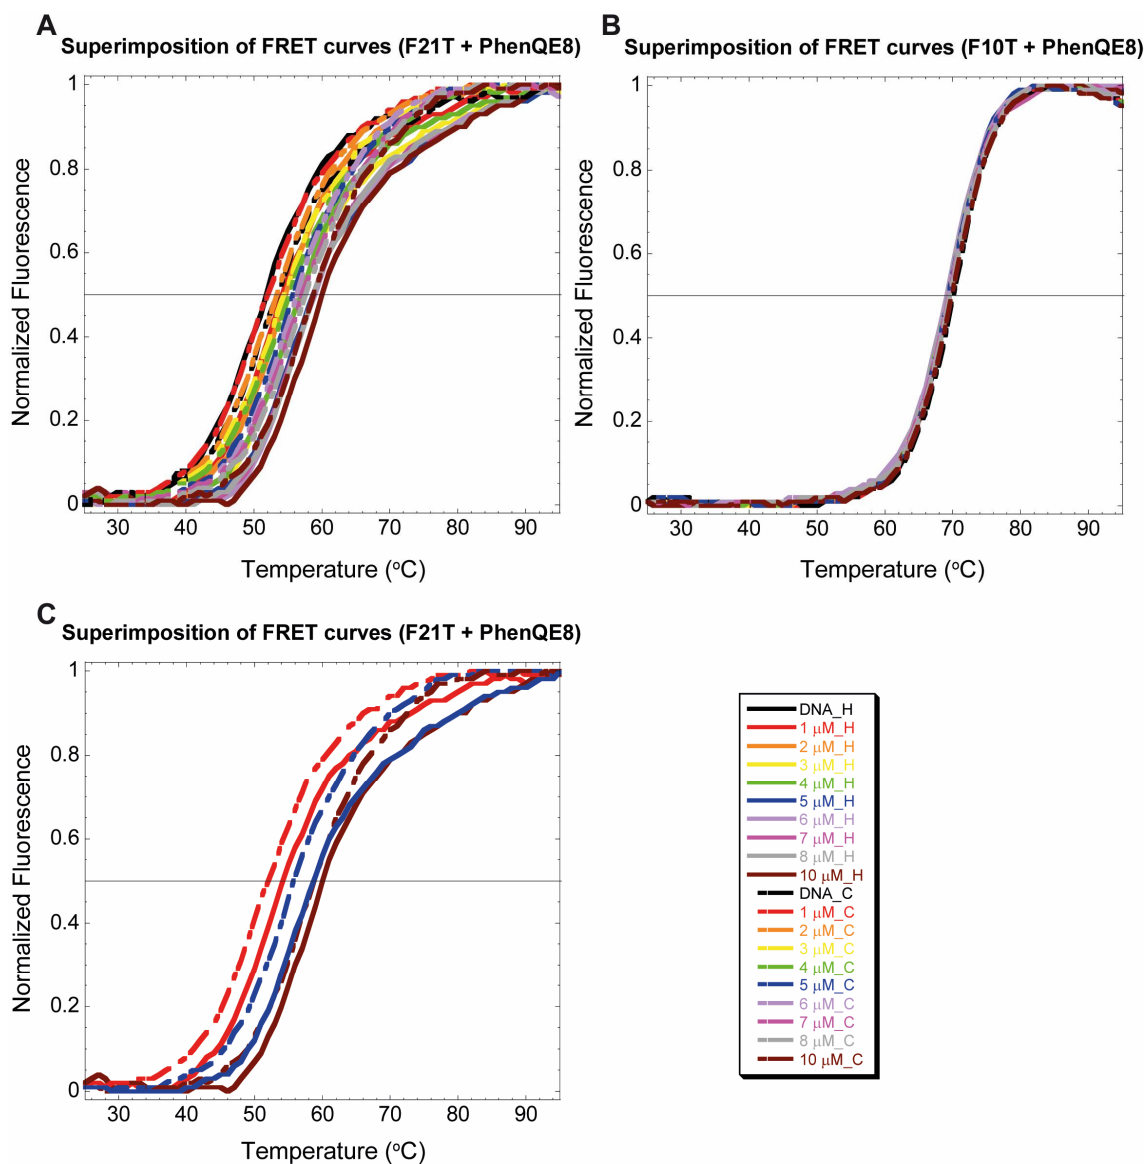 A
Superimposition of FRET curves (F21T + PhenQE8)
1
0.8
0.6
0.4
0.2
0
30 40 50 60 70 80 90
Normalized Fluorescence
Temperature (°C)
B
Superimposition of FRET curves (F10T + PhenQE8)
1
0.8
0.6
0.4
0.2
0
30 40 50 60 70 80 90
Normalized Fluorescence
Temperature (°C)
C
Superimposition of FRET curves (F21T + PhenQE8)
1
0.8
0.6
0.4
0.2
0
30 40 50 60 70 80 90
Normalized Fluorescence
Temperature (°C)
DNA_H
1 µM_H
2 µM_H
3 µM_H
4 µM_H
5 µM_H
6 µM_H
7 µM_H
8 µM_H
10 µM_H
DNA_C
1 µM_C
2 µM_C
3 µM_C
4 µM_C
5 µM_C
6 µM_C
7 µM_C
8 µM_C
10 µM_C